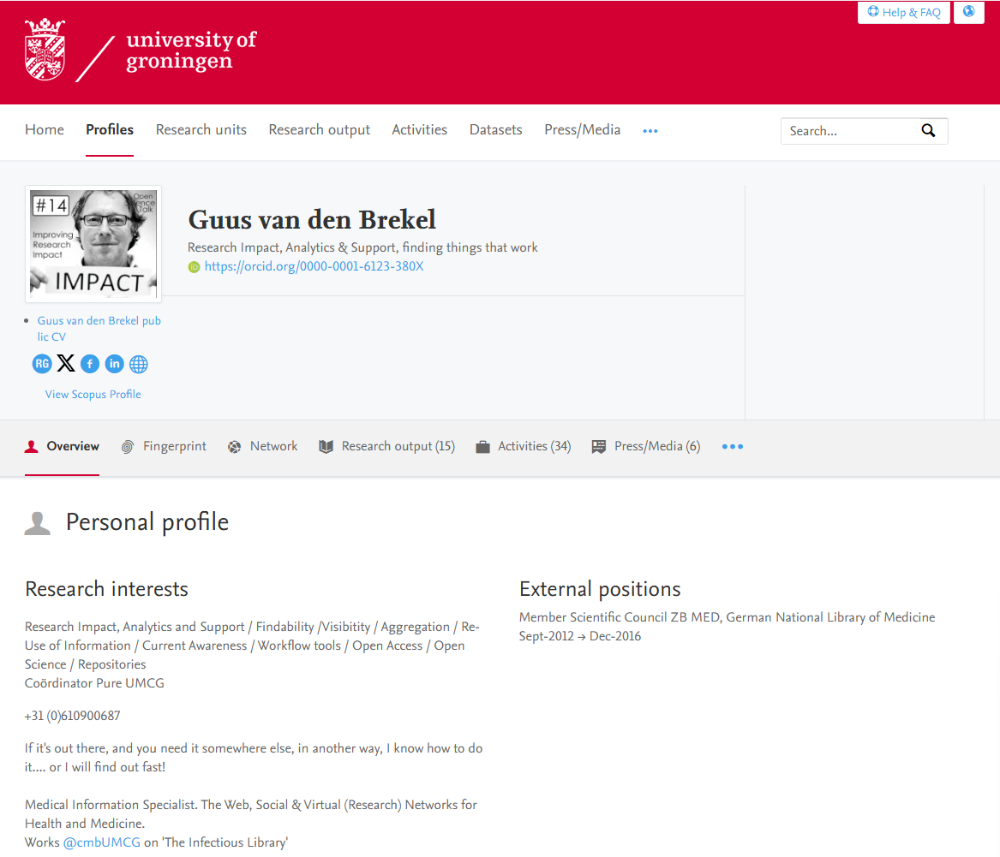 Help & FAQ
university of
groningen
Home Profiles Research units Research output Activities Datasets Press/Media
Search...
#14
Open
Science
Talk
Improving
Research
Impact
IMPACT
Guus van den Brekel
Research Impact, Analytics & Support, finding things that work
iD https://orcid.org/0000-0001-6123-380X
Guus van den Brekel pub
lic CV
RG X f in
View Scopus Profile
Overview Fingerprint Network Research output (15) Activities (34) Press/Media (6)
Personal profile
Research interests
Research Impact, Analytics and Support / Findability /Visibitity / Aggregation / Re-
Use of Information / Current Awareness / Workflow tools / Open Access / Open
Science / Repositories
Coördinator Pure UMCG
+31 (0)610900687
If it's out there, and you need it somewhere else, in another way, I know how to do
it.... or I will find out fast!
Medical Information Specialist. The Web, Social & Virtual (Research) Networks for
Health and Medicine.
Works @cmbUMCG on 'The Infectious Library'
External positions
Member Scientific Council ZB MED, German National Library of Medicine
Sept-2012 → Dec-2016